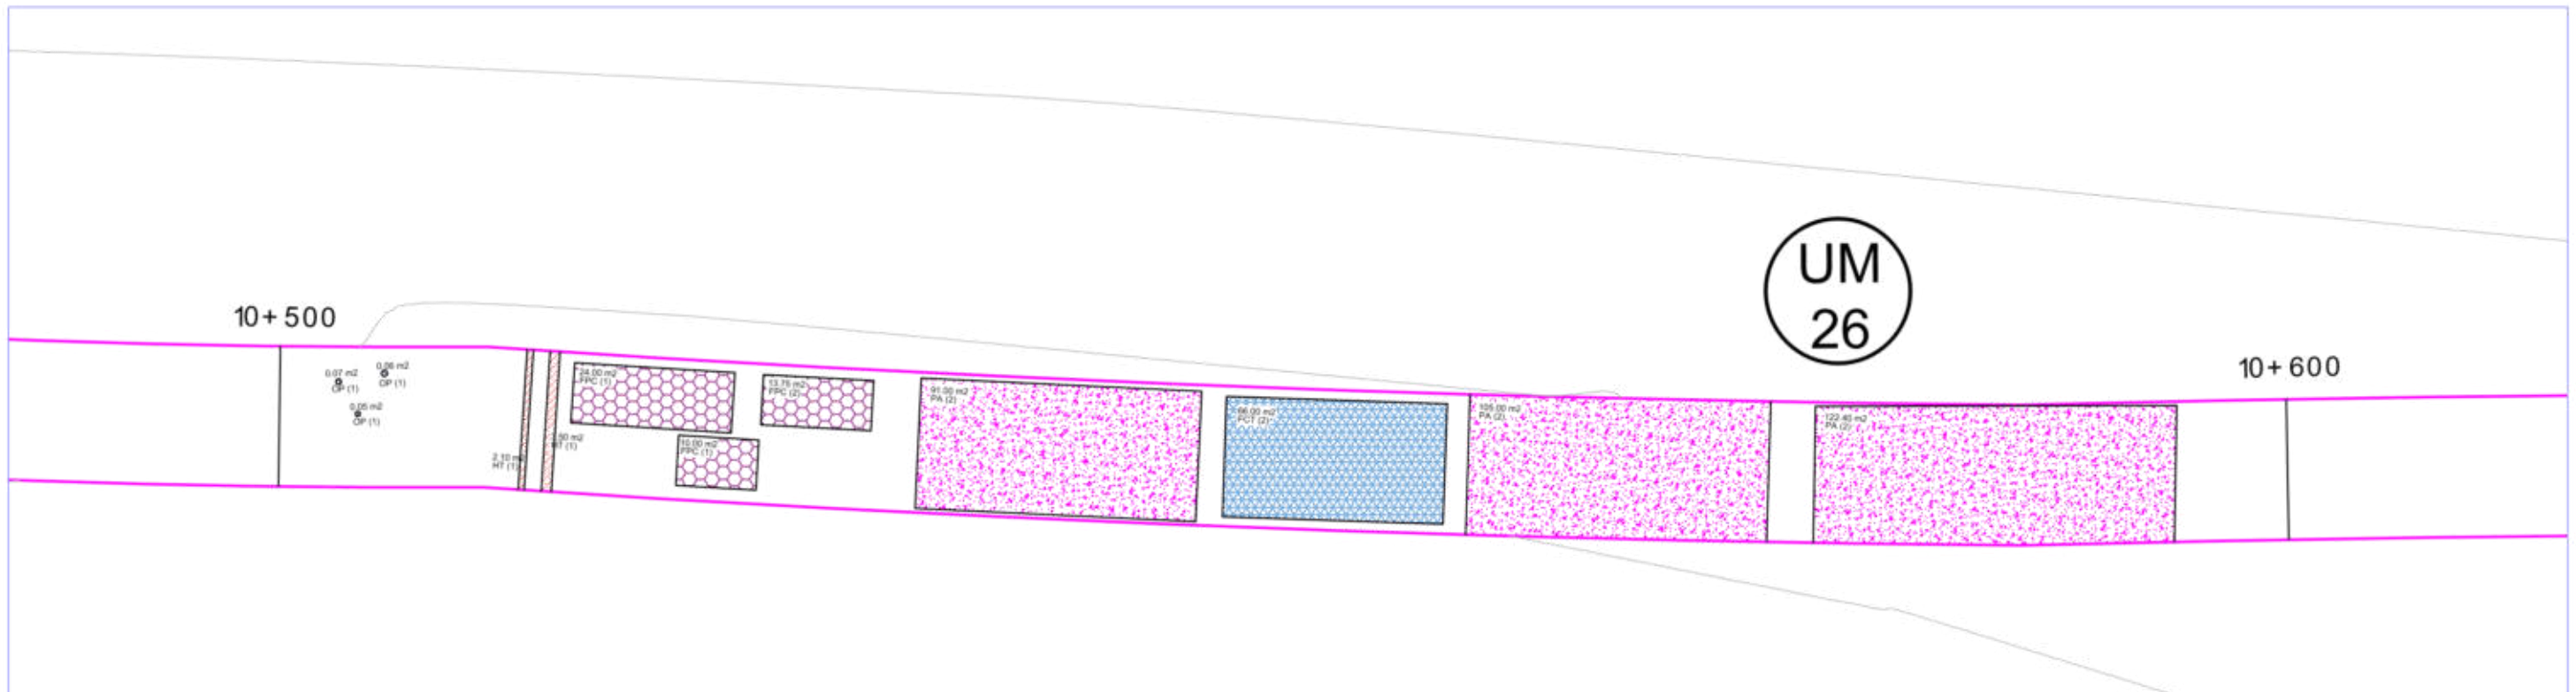 UM
26
10+500
10+600
0.07 m2
OP (1)
0.06 m2
OP (1)
0.05 m2
OP (1)
2.10 m2
HT (1)
HT (1)
24.00 m2
FPC (1)
13.75 m2
FPC (2)
10.00 m2
FPC (1)
91.00 m2
PA (2)
66.00 m2
FCT (2)
105.00 m2
PA (2)
122.40 m2
PA (2)